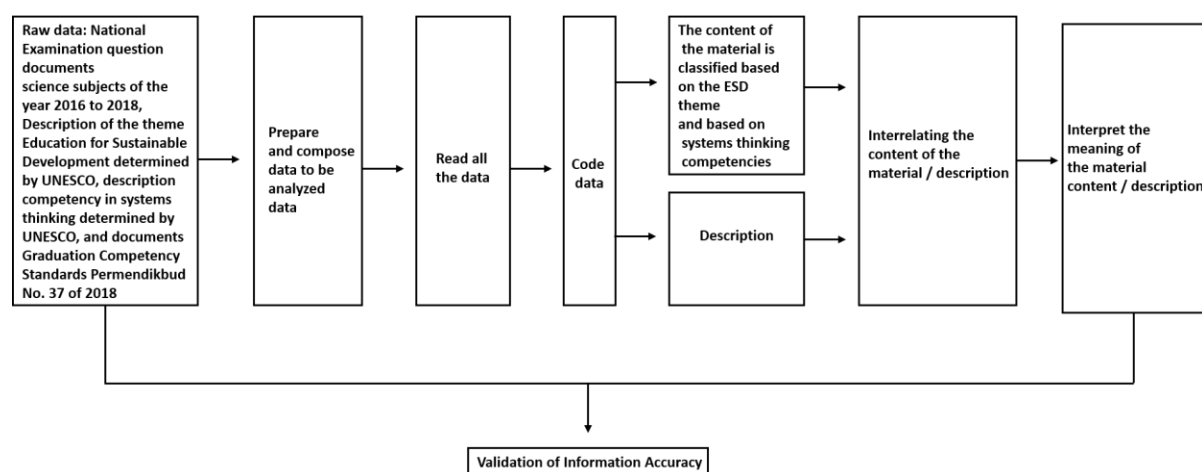 Raw data: National
Examination question
documents
science subjects of the
year 2016 to 2018,
Description of the theme
Education for Sustainable
Development determined
by UNESCO, description
competency in systems
thinking determined by
UNESCO, and documents
Graduation Competency
Standards Permendikbud
No. 37 of 2018
Prepare
and compose
data to be
analyzed
data
Read all
the data
Code
data
The content of
the material is
classified based
on the ESD
theme
and based on
systems thinking
competencies
Description
Interrelating the
content of the
material / description
Interpret the
meaning of
the material
content / description
Validation of Information Accuracy